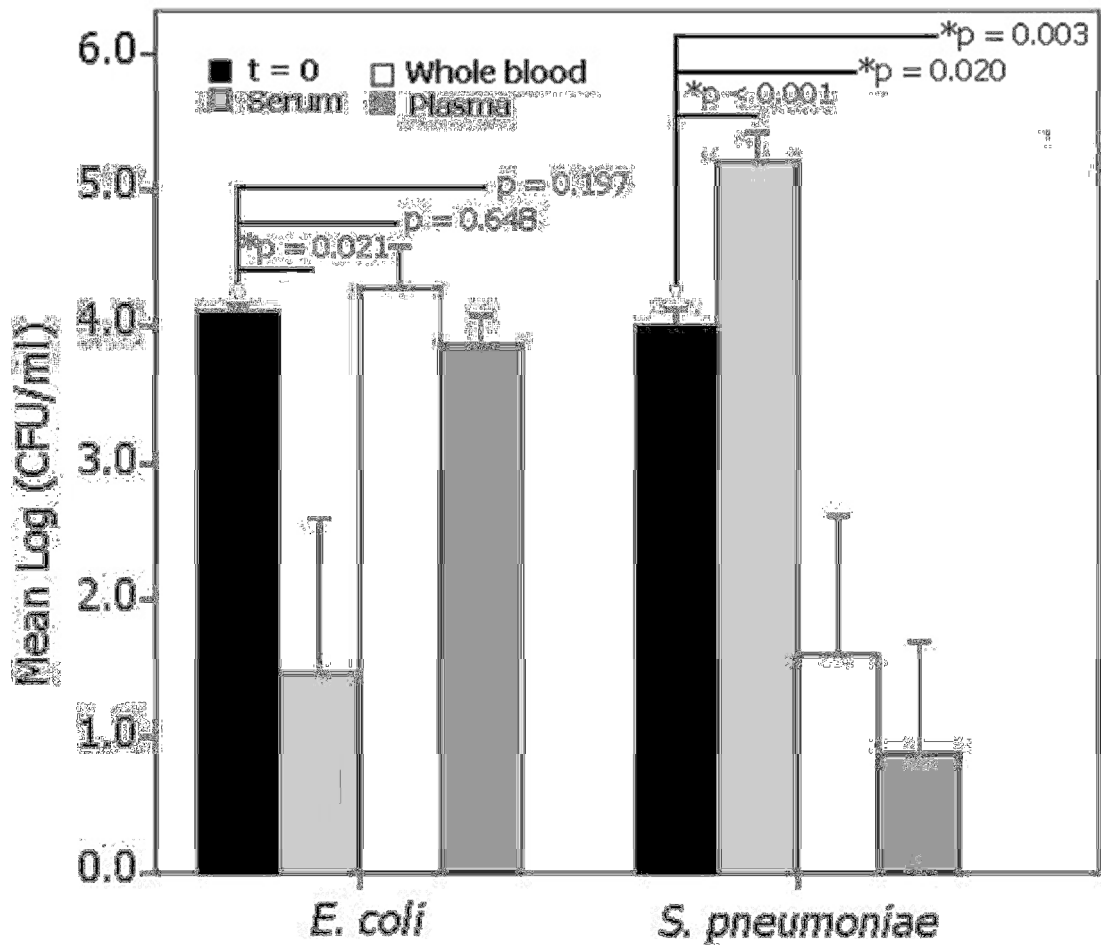 6.0
5.0
4.0
3.0
2.0
1.0
0.0
Mean Log (CFU/ml)
t = 0
Whole blood
Serum
Plasma
*p = 0.003
*p = 0.020
*p < 0.001
p = 0.197
p = 0.648
*p = 0.021
E. coli
S. pneumoniae